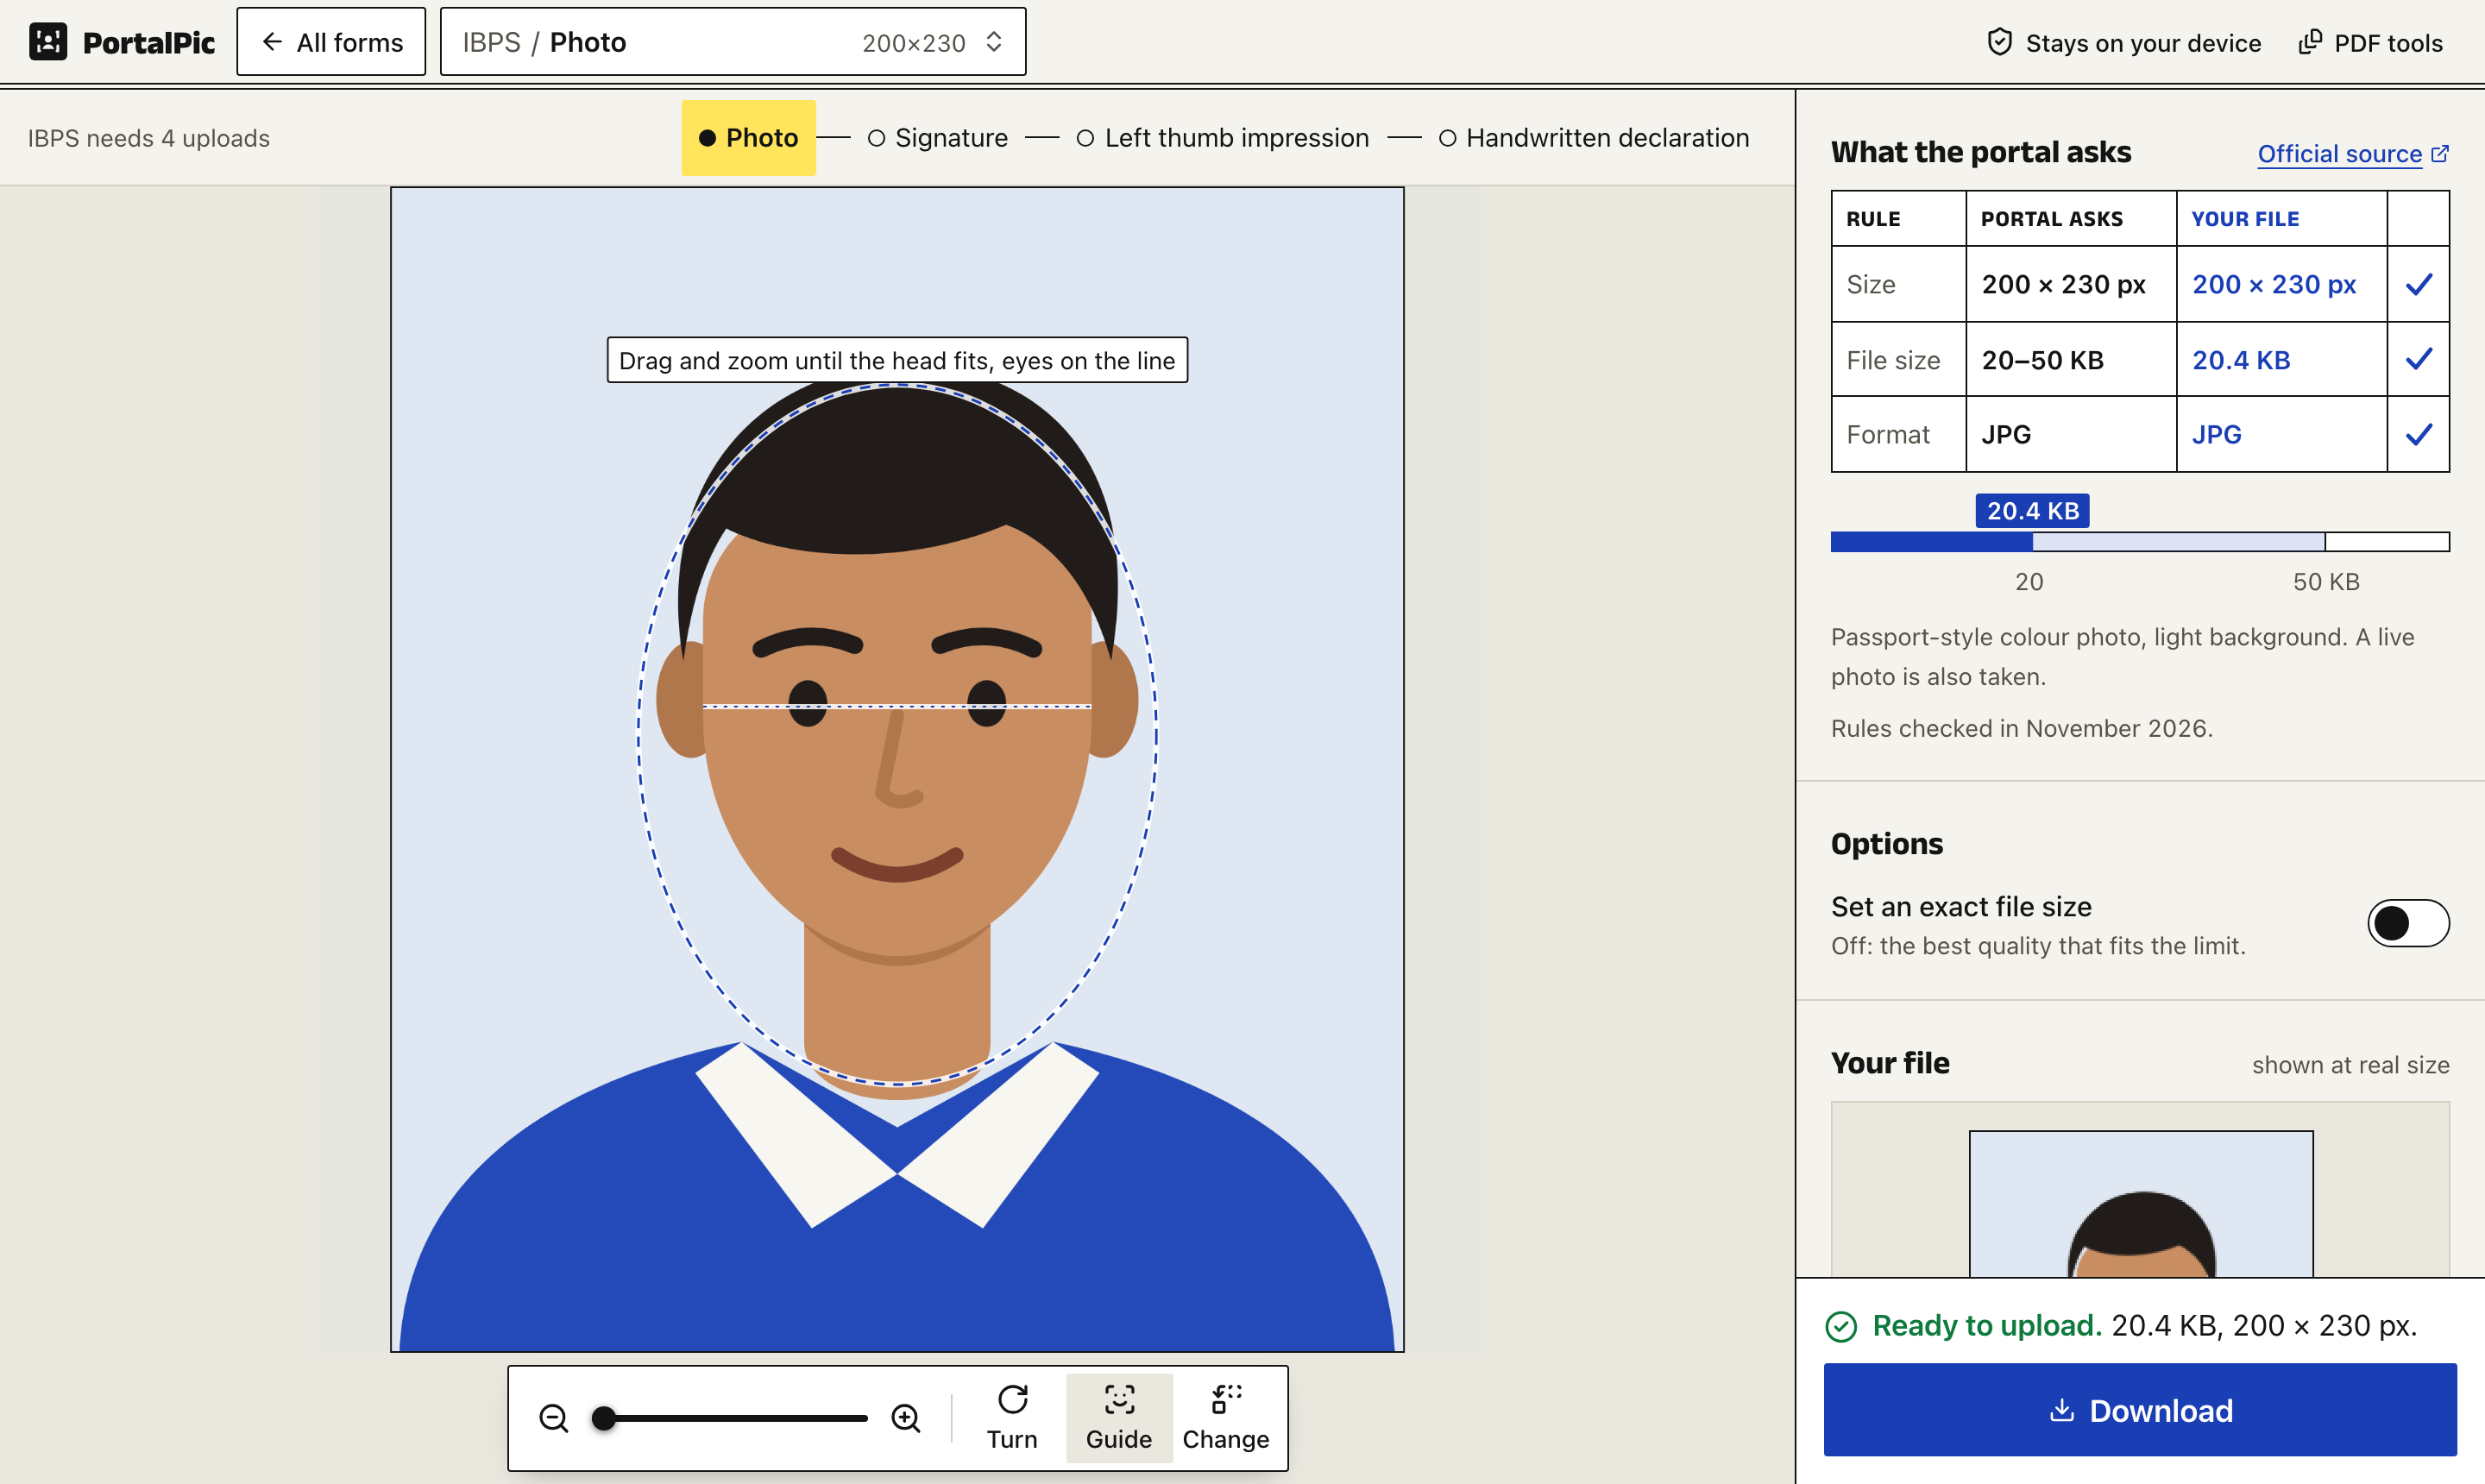 PortalPic
All forms
IBPS / Photo 200×230
Stays on your device
PDF tools
IBPS needs 4 uploads
Photo
Signature
Left thumb impression
Handwritten declaration
Drag and zoom until the head fits, eyes on the line
Turn
Guide
Change
What the portal asks
Official source
RULE PORTAL ASKS YOUR FILE
Size 200 × 230 px 200 × 230 px
File size 20–50 KB 20.4 KB
Format JPG JPG
20.4 KB
20 50 KB
Passport-style colour photo, light background. A live
photo is also taken.
Rules checked in November 2026.
Options
Set an exact file size
Off: the best quality that fits the limit.
Your file shown at real size
Ready to upload. 20.4 KB, 200 × 230 px.
Download